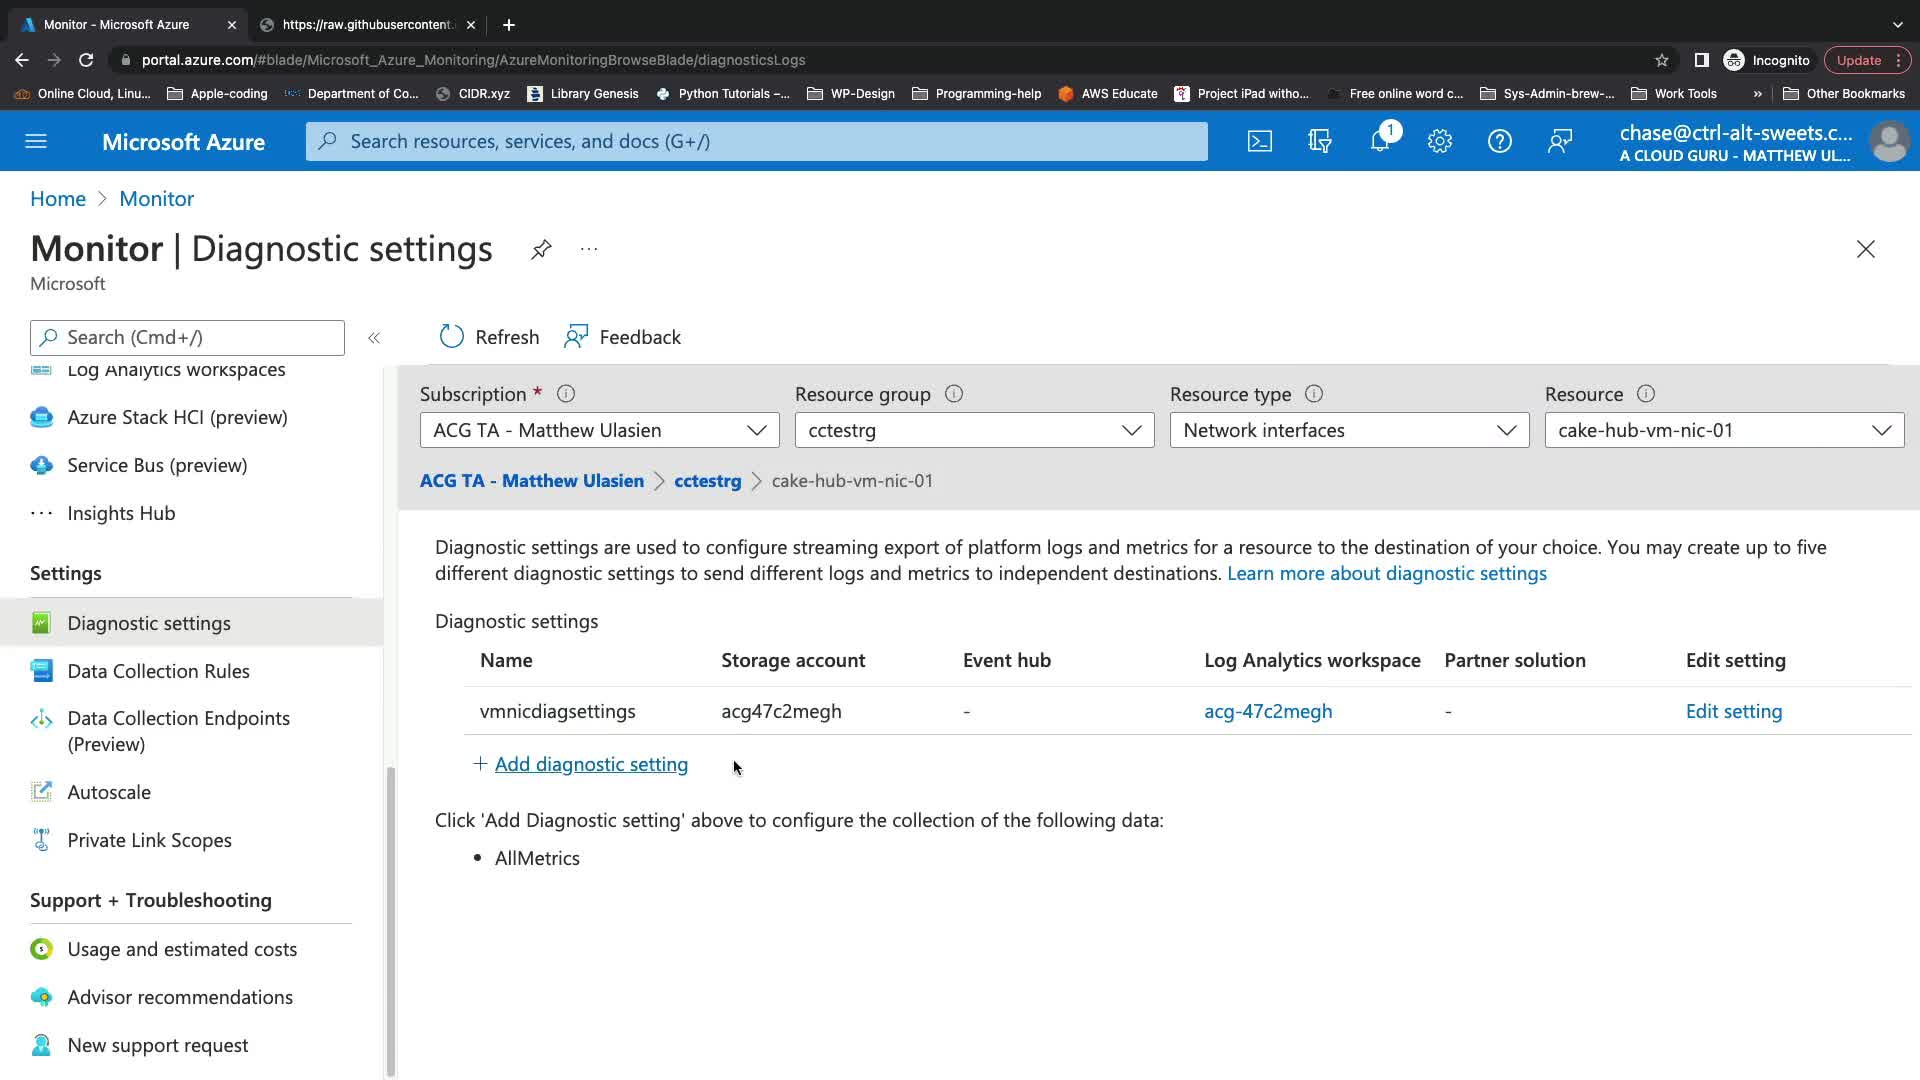 Monitor - Microsoft Azure
https://raw.githubusercontent.
portal.azure.com/#blade/Microsoft_Azure_Monitoring/AzureMonitoringBrowseBlade/diagnosticsLogs
Incognito
Update
Online Cloud, Linu...
Apple-coding
Department of Co...
CIDR.xyz
Library Genesis
Python Tutorials –...
WP-Design
Programming-help
AWS Educate
Project iPad witho...
Free online word c...
Sys-Admin-brew-...
Work Tools
»
Other Bookmarks
Microsoft Azure
Search resources, services, and docs (G+/)
1
chase@ctrl-alt-sweets.c...
A CLOUD GURU - MATTHEW UL...
Home > Monitor
Monitor | Diagnostic settings
...
Microsoft
Search (Cmd+/)
«
Refresh
Feedback
Log Analytics workspaces
Azure Stack HCI (preview)
Service Bus (preview)
Insights Hub
Settings
Diagnostic settings
Data Collection Rules
Data Collection Endpoints
(Preview)
Autoscale
Private Link Scopes
Support + Troubleshooting
Usage and estimated costs
Advisor recommendations
New support request
Subscription *
Resource group
Resource type
Resource
ACG TA - Matthew Ulasien
cctestrg
Network interfaces
cake-hub-vm-nic-01
ACG TA - Matthew Ulasien > cctestrg > cake-hub-vm-nic-01
Diagnostic settings are used to configure streaming export of platform logs and metrics for a resource to the destination of your choice. You may create up to five
different diagnostic settings to send different logs and metrics to independent destinations. Learn more about diagnostic settings
Diagnostic settings
Name
Storage account
Event hub
Log Analytics workspace
Partner solution
Edit setting
vmnicdiagsettings
acg47c2megh
-
acg-47c2megh
-
Edit setting
+ Add diagnostic setting
Click 'Add Diagnostic setting' above to configure the collection of the following data:
• AllMetrics